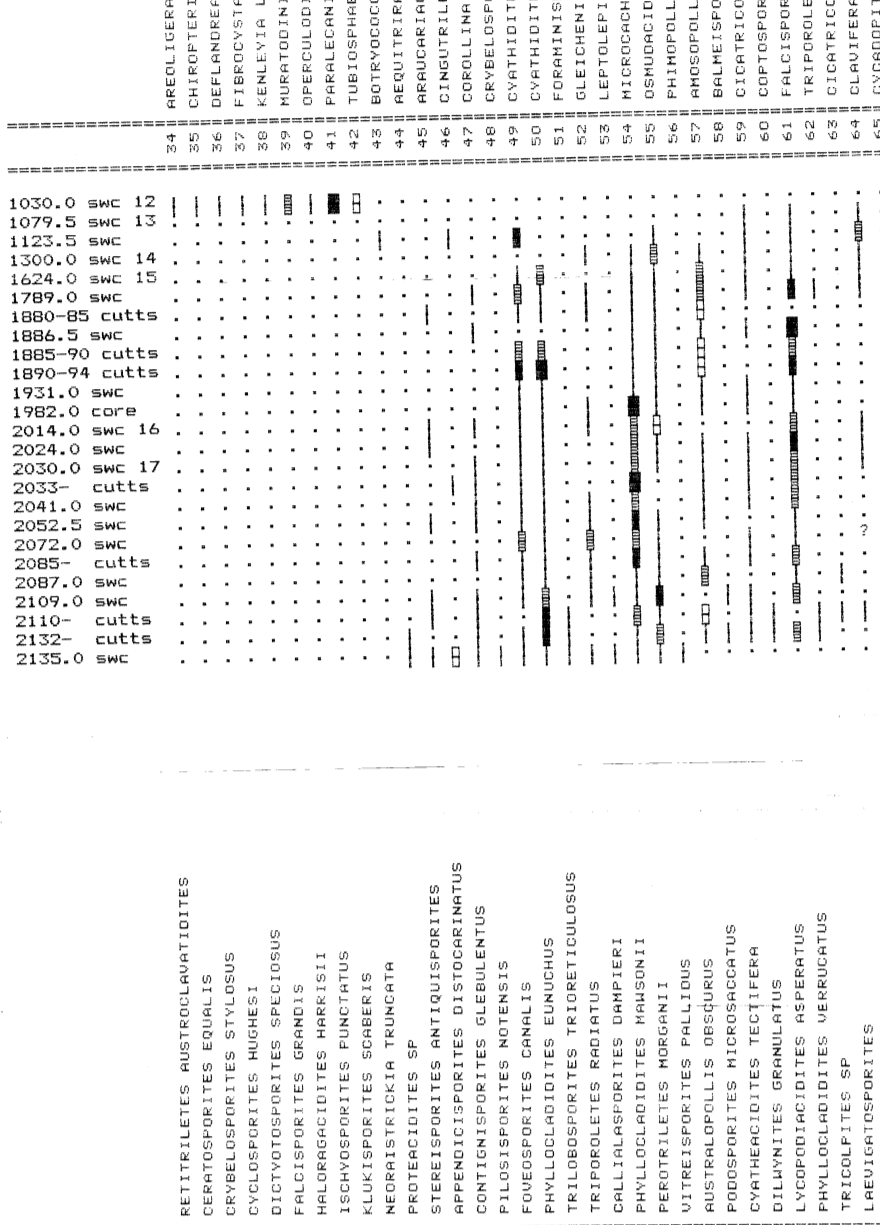 34 AREOLIGERA
35 CHIROPTERI
36 DEFLANDREA
37 FIBROCYSTA
38 KENLEYIA L
39 MURATODINI
40 OPERCULODI
41 PARALECANI
42 TUBIOSPHAE
43 BOTRYOCOCC
44 AEQUITRIRA
45 ARAUCARIAE
46 CINGUTRILE
47 COROLLINA
48 CRYBELOSPO
49 CYATHIDITE
50 CYATHIDITE
51 FORAMINIS
52 GLEICHENII
53 LEPTOLEPI
54 MICROCACH
55 OSMUDACID
56 PHIMOPOLL
57 AMOSOPOLL
58 BALMEISPO
59 CICATRICO
60 COPTOSPOR
61 FALCISPOR
62 TRIPOROLE
63 CICATRICO
64 CLAVIFERA
65 CYCADOPIT
1030.0 swc 12
1079.5 swc 13
1123.5 swc
1300.0 swc 14
1624.0 swc 15
1789.0 swc
1880-85 cutts
1886.5 swc
1885-90 cutts
1890-94 cutts
1931.0 swc
1982.0 core
2014.0 swc 16
2024.0 swc
2030.0 swc 17
2033- cutts
2041.0 swc
2052.5 swc
2072.0 swc ?
2085- cutts
2087.0 swc
2109.0 swc
2110- cutts
2132- cutts
2135.0 swc
RETITRILETES AUSTROCLAVATIDITES
CERATOSPORITES EQUALIS
CRYBELOSPORITES STYLOSUS
CYCLOSPORITES HUGHESI
DICTYOTOSPORITES SPECIOSUS
FALCISPORITES GRANDIS
HALORAGACIDITES HARRISII
ISCHYOSPORITES PUNCTATUS
KLUKISPORITES SCABERIS
NEORAISTRICKIA TRUNCATA
PROTEACIDITES SP
STEREISPORITES ANTIQUISPORITES
APPENDICISPORITES DISTOCARINATUS
CONTIGNISPORITES GLEBULENTUS
PILOSISPORITES NOTENSIS
FOVEOSPORITES CANALIS
PHYLLOCLADIDITES EUNUCHUS
TRILOBOSPORITES TRIORETICULOSUS
TRIPOROLETES RADIATUS
CALLIALASPORITES DAMPIERI
PHYLLOCLADIDITES MAWSONII
PEROTRILETES MORGANII
VITREISPORITES PALLIDUS
AUSTRALOPOLLIS OBSCURUS
PODOSPORITES MICROSACCATUS
CYATHEACIDITES TECTIFERA
DILWYNITES GRANULATUS
LYCOPODIACIDITES ASPERATUS
PHYLLOCLADIDITES VERRUCATUS
TRICOLPITES SP
LAEVIGATOSPORITES